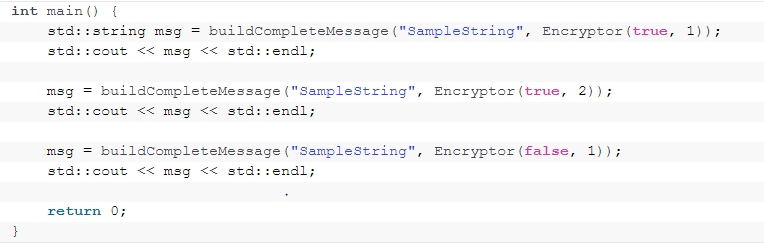 int main() {
    std::string msg = buildCompleteMessage("SampleString", Encryptor(true, 1));
    std::cout << msg << std::endl;
    msg = buildCompleteMessage("SampleString", Encryptor(true, 2));
    std::cout << msg << std::endl;
    msg = buildCompleteMessage("SampleString", Encryptor(false, 1));
    std::cout << msg << std::endl;
    return 0;
}